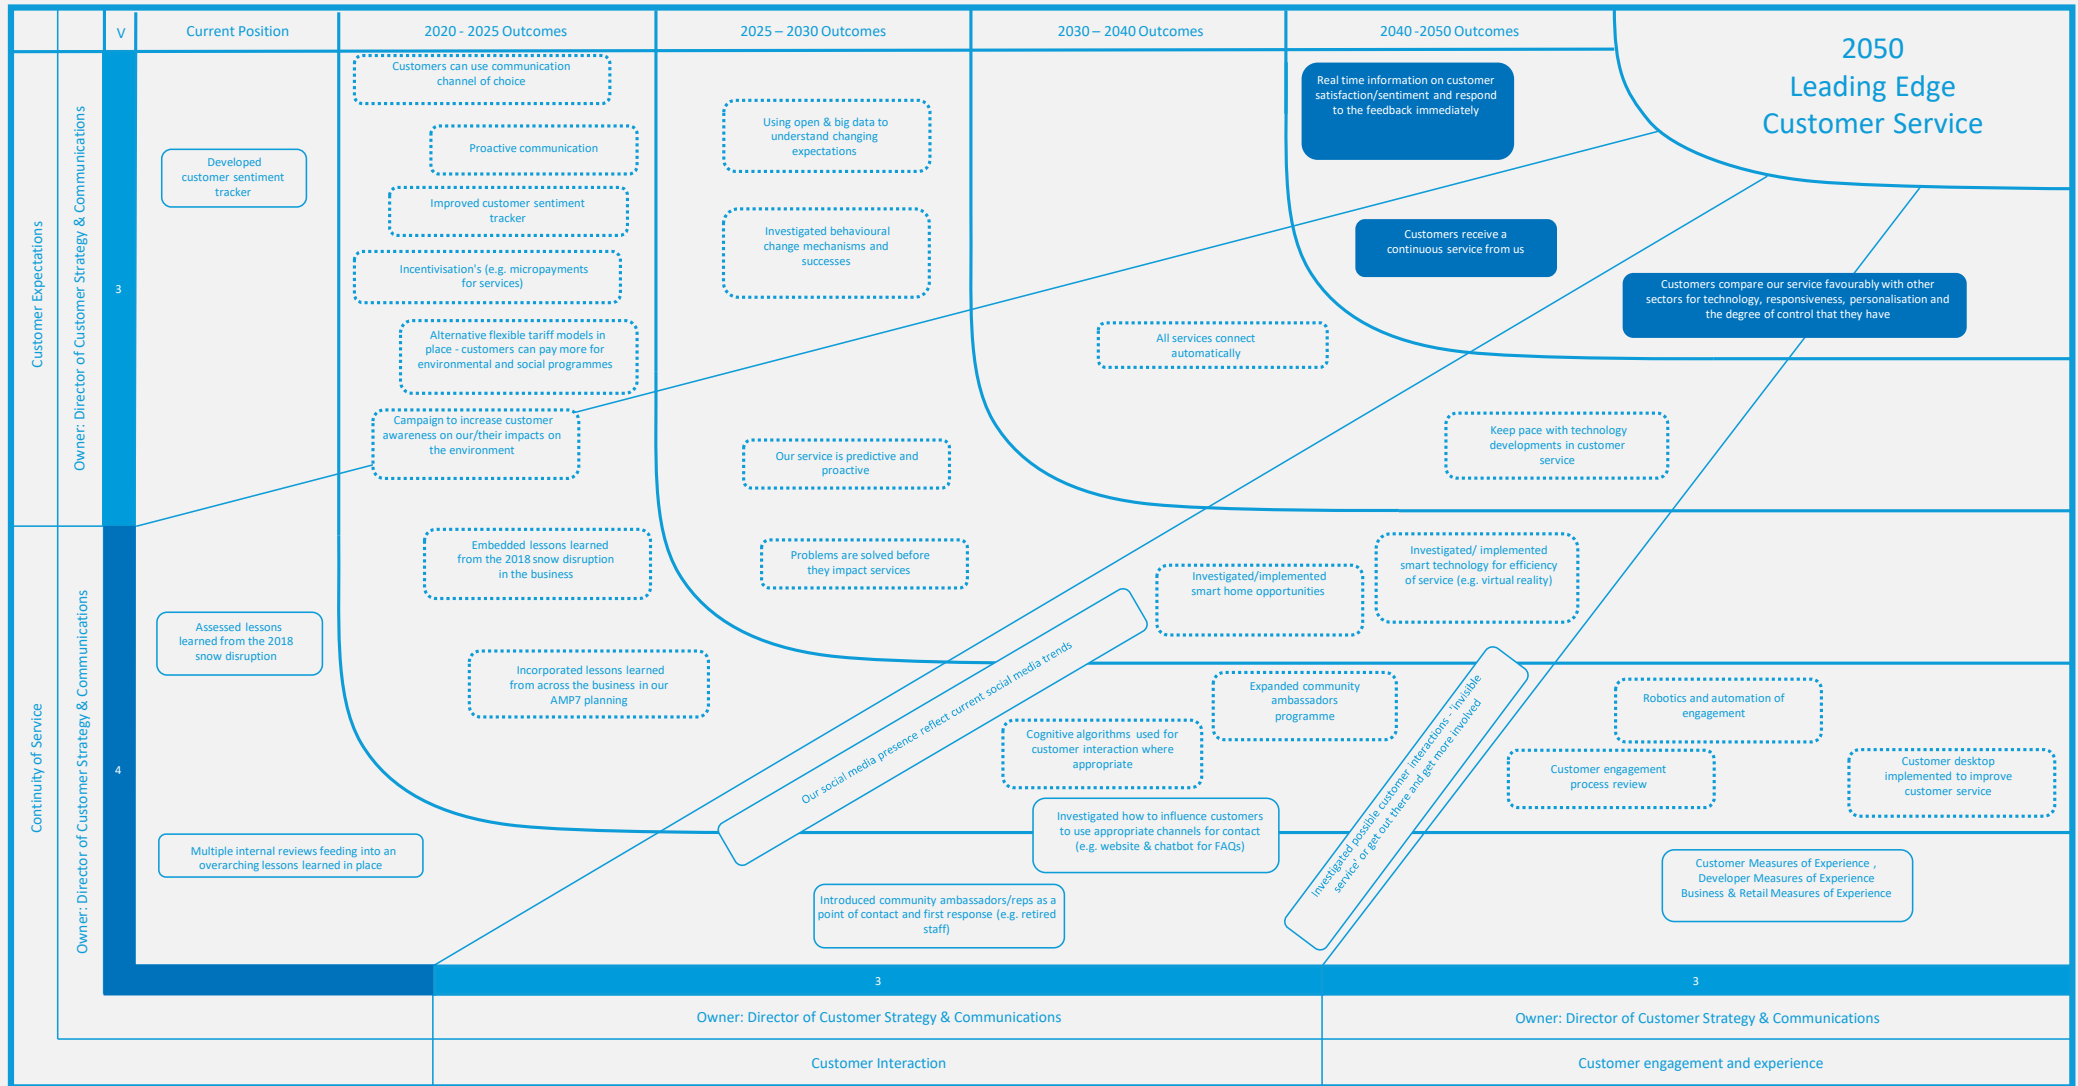 V
Current Position
2020 - 2025 Outcomes
2025 – 2030 Outcomes
2030 – 2040 Outcomes
2040 -2050 Outcomes
2050
Leading Edge
Customer Service
Customer Expectations
Owner: Director of Customer Strategy & Communications
3
Developed
customer sentiment
tracker
Customers can use communication
channel of choice
Proactive communication
Improved customer sentiment
tracker
Incentivisation's (e.g. micropayments
for services)
Alternative flexible tariff models in
place - customers can pay more for
environmental and social programmes
Campaign to increase customer
awareness on our/their impacts on
the environment
Using open & big data to
understand changing
expectations
Investigated behavioural
change mechanisms and
successes
Our service is predictive and
proactive
Problems are solved before
they impact services
All services connect
automatically
Real time information on customer
satisfaction/sentiment and respond
to the feedback immediately
Customers receive a
continuous service from us
Customers compare our service favourably with other
sectors for technology, responsiveness, personalisation and
the degree of control that they have
Keep pace with technology
developments in customer
service
Continuity of Service
Owner: Director of Customer Strategy & Communications
4
Assessed lessons
learned from the 2018
snow disruption
Multiple internal reviews feeding into an
overarching lessons learned in place
Embedded lessons learned
from the 2018 snow disruption
in the business
Incorporated lessons learned
from across the business in our
AMP7 planning
Our social media presence reflect current social media trends
Investigated/implemented
smart home opportunities
Investigated/ implemented
smart technology for efficiency
of service (e.g. virtual reality)
Expanded community
ambassadors
programme
Cognitive algorithms used for
customer interaction where
appropriate
Investigated how to influence customers
to use appropriate channels for contact
(e.g. website & chatbot for FAQs)
Introduced community ambassadors/reps as a
point of contact and first response (e.g. retired
staff)
Investigated possible customer interactions - 'invisible
service' or get out there and get more involved
Robotics and automation of
engagement
Customer engagement
process review
Customer desktop
implemented to improve
customer service
Customer Measures of Experience ,
Developer Measures of Experience
Business & Retail Measures of Experience
3
3
Owner: Director of Customer Strategy & Communications
Owner: Director of Customer Strategy & Communications
Customer Interaction
Customer engagement and experience